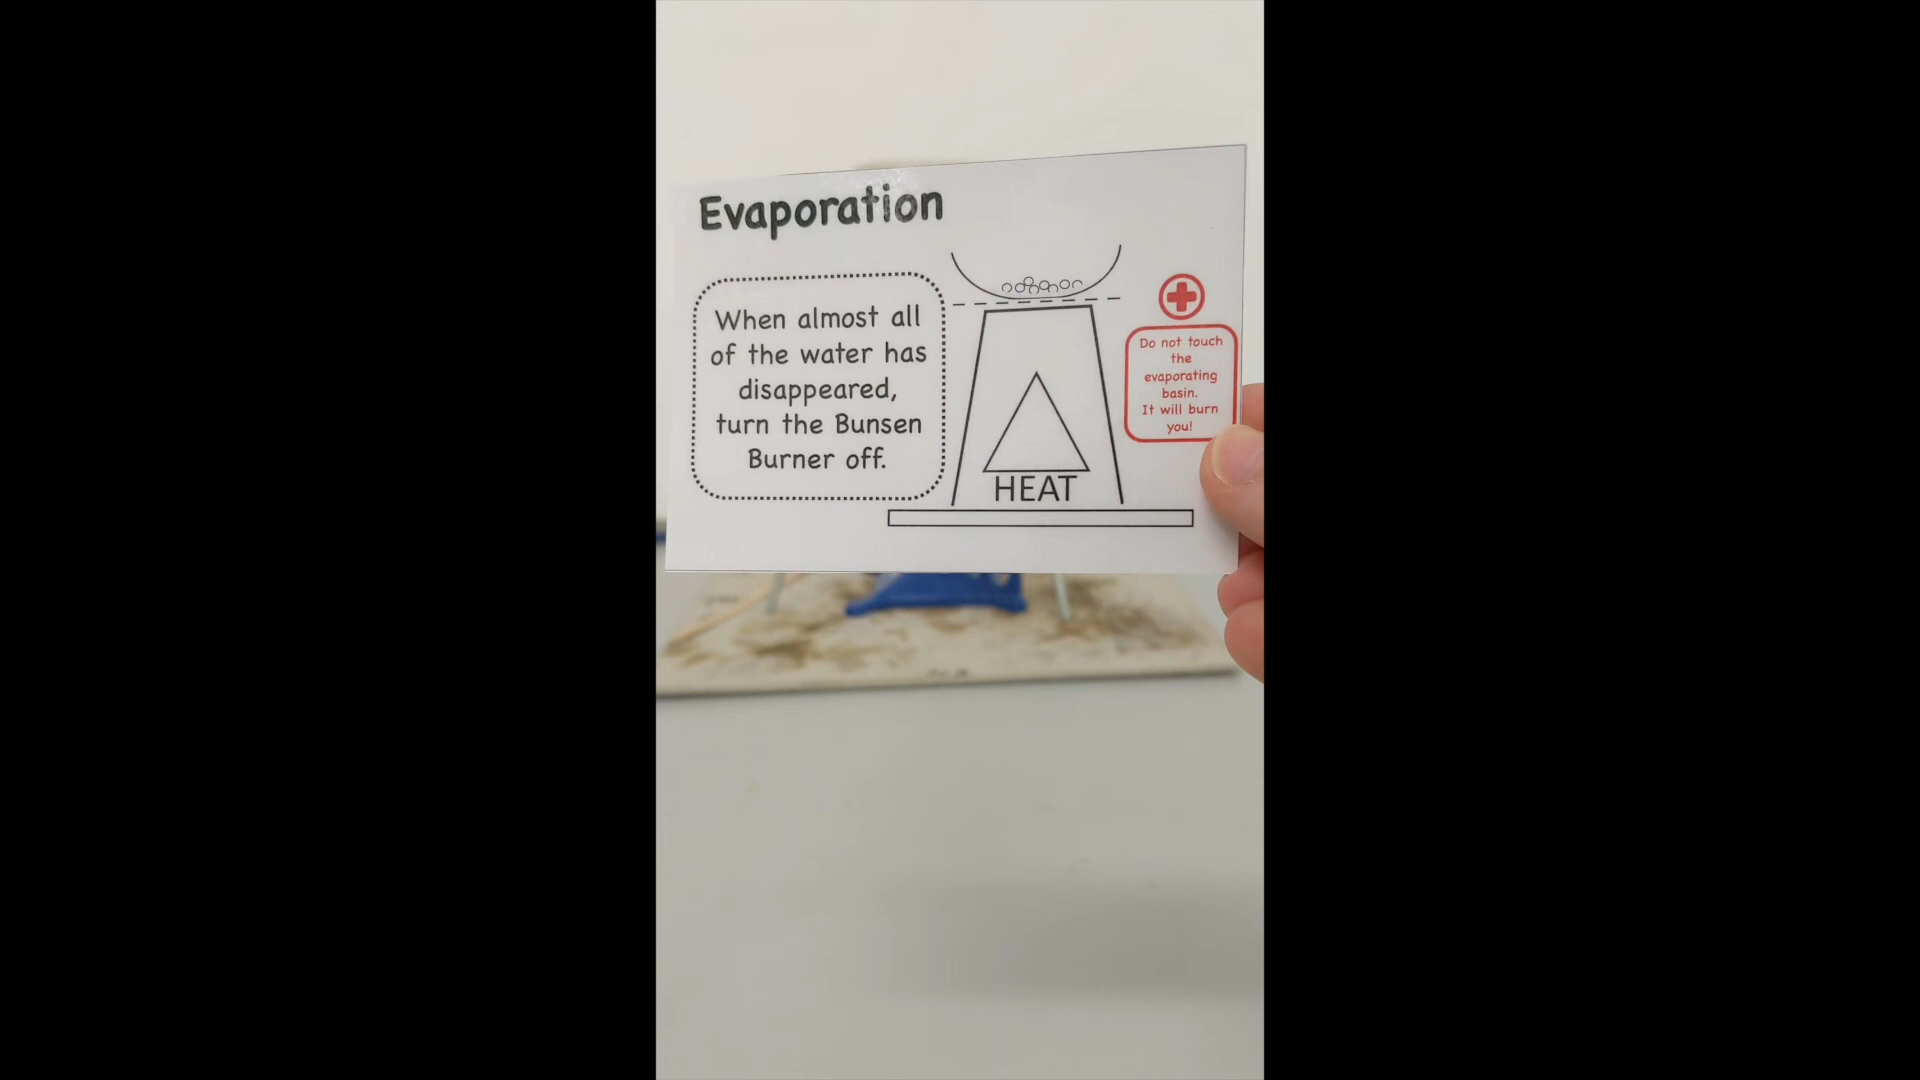 Evaporation
When almost all
of the water has
disappeared,
turn the Bunsen
Burner off.
HEAT
Do not touch
the
evaporating
basin.
It will burn
you!